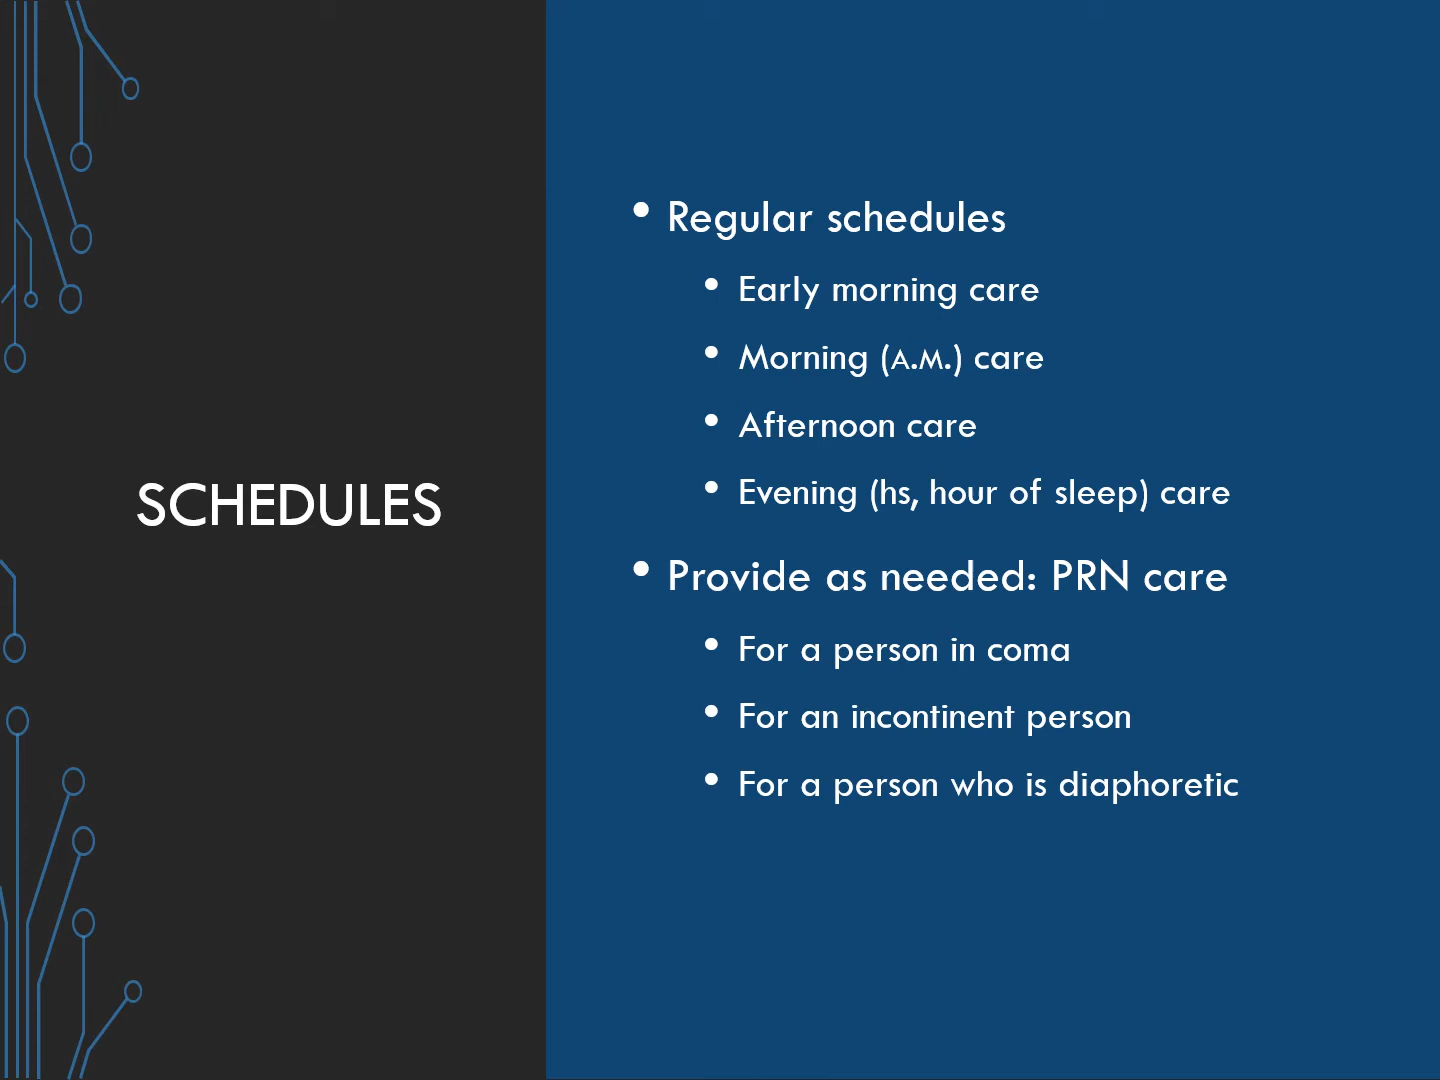 SCHEDULES
• Regular schedules
• Early morning care
• Morning (A.M.) care
• Afternoon care
• Evening (hs, hour of sleep) care
• Provide as needed: PRN care
• For a person in coma
• For an incontinent person
• For a person who is diaphoretic